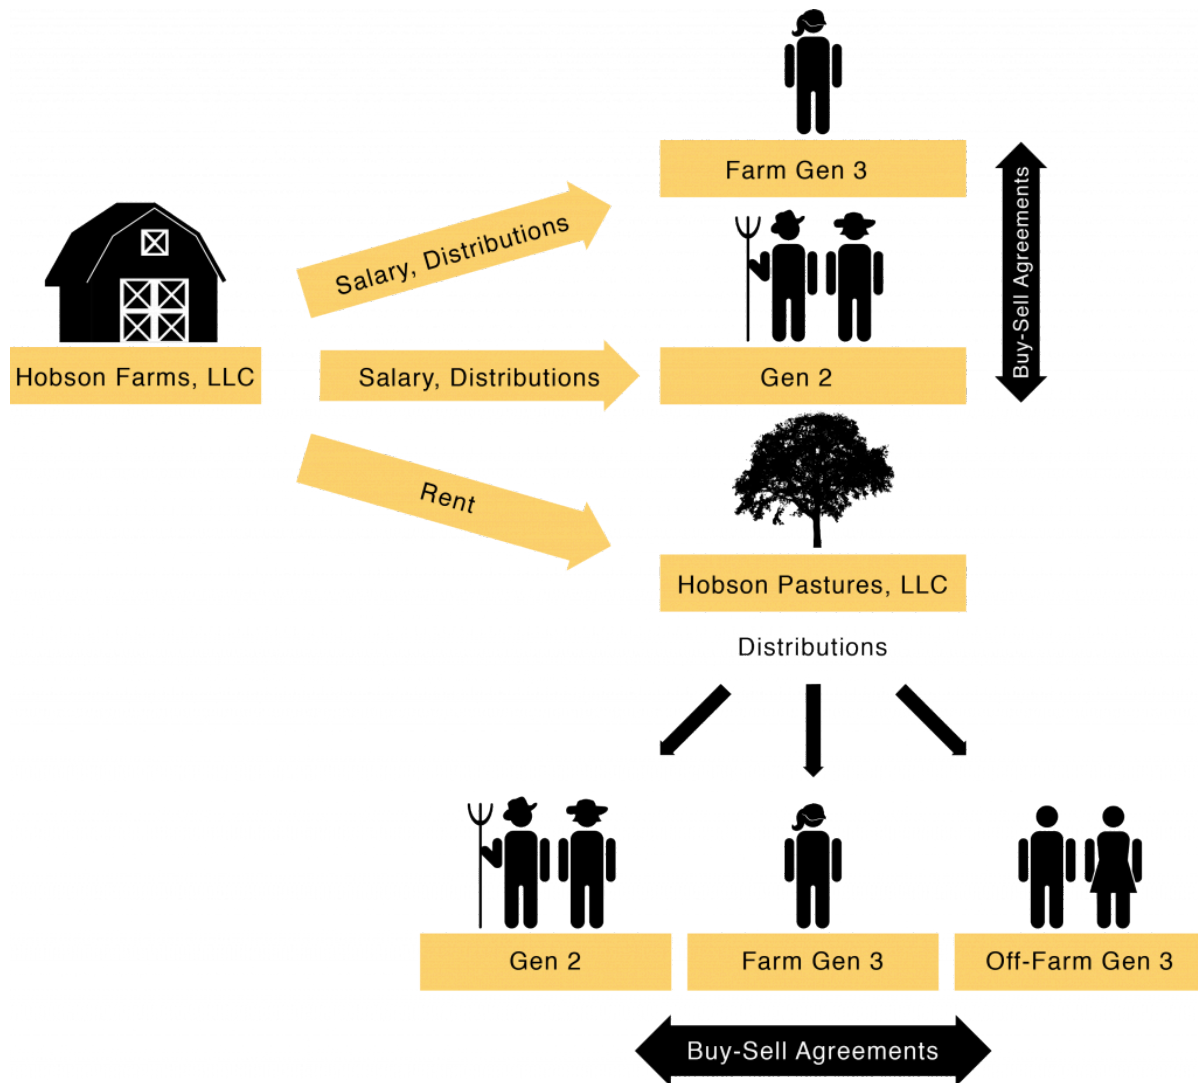 Farm Gen 3
Buy-Sell Agreements
Salary, Distributions
Hobson Farms, LLC
Salary, Distributions
Gen 2
Rent
Hobson Pastures, LLC
Distributions
Gen 2
Farm Gen 3
Off-Farm Gen 3
Buy-Sell Agreements